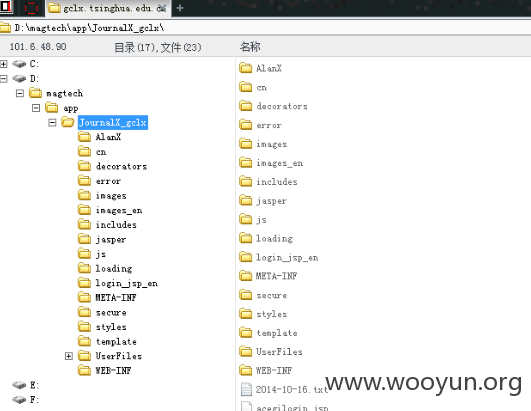 gclx.tsinghua.edu.cn
D:\magtech\app\JournalX_gclx\
101.6.48.90 目录(17),文件(23) 名称
C:
D:
magtech
app
JournalX_gclx
AlanX
cn
decorators
error
images
images_en
includes
jasper
js
loading
login_jsp_en
META-INF
secure
styles
template
UserFiles
WEB-INF
E:
F:
AlanX
cn
decorators
error
images
images_en
includes
jasper
js
loading
login_jsp_en
META-INF
secure
styles
template
UserFiles
WEB-INF
2014-10-16.txt
acegilogin.jsp
www.wooyun.org